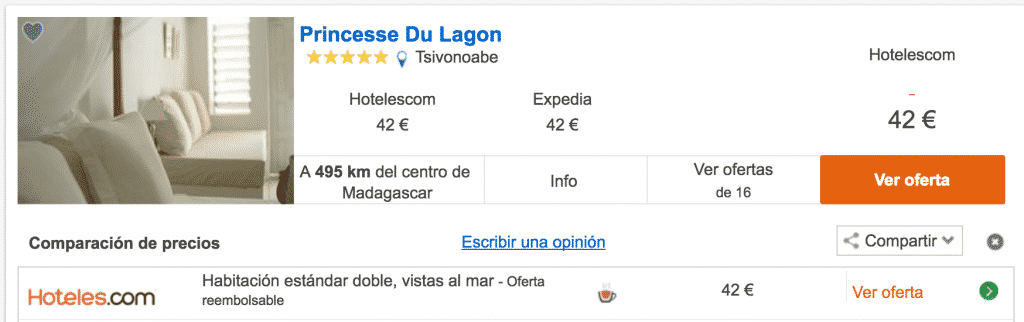 Princesse Du Lagon
Tsivonoabe
Hotelescom
42 €
Expedia
42 €
Hotelescom
42 €
A 495 km del centro de
Madagascar
Info
Ver ofertas
de 16
Ver oferta
Comparación de precios
Escribir una opinión
Compartir
Hoteles.com
Habitación estándar doble, vistas al mar - Oferta
reembolsable
42 €
Ver oferta